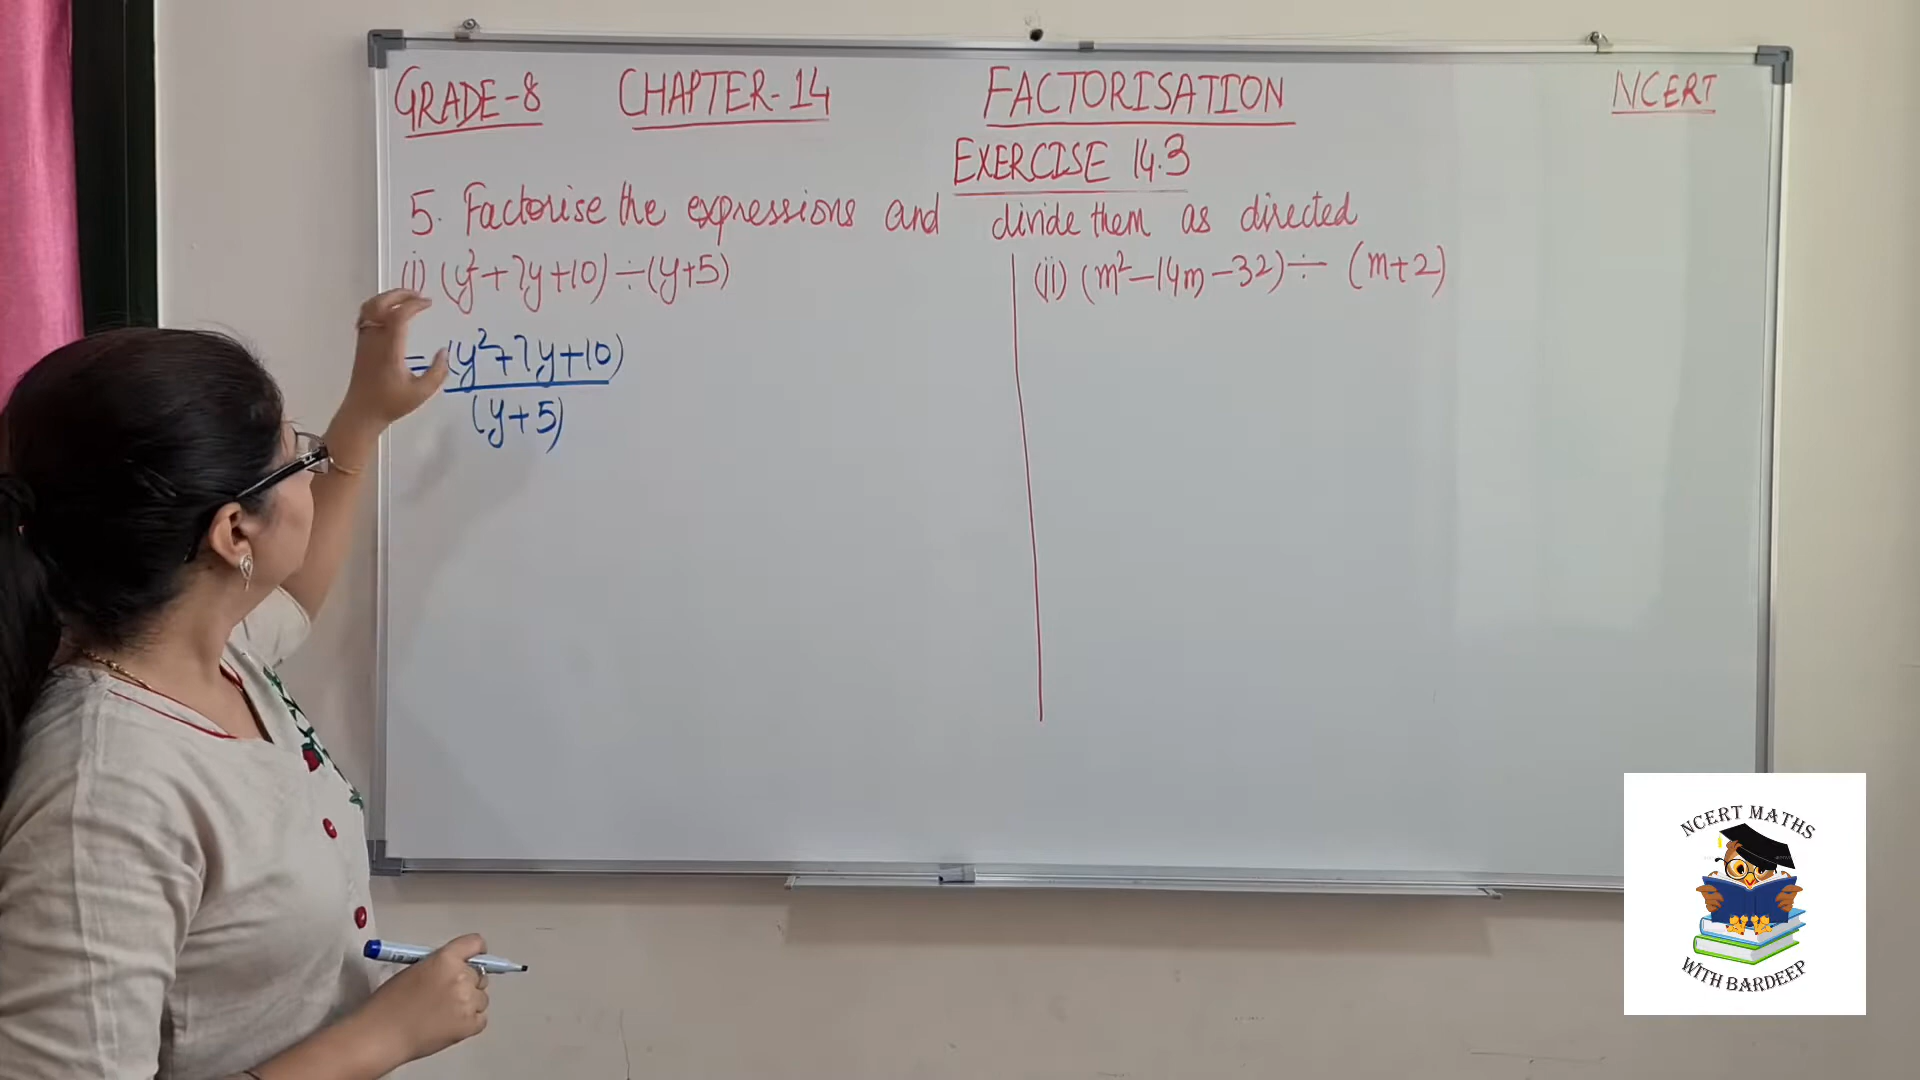 GRADE-8 CHAPTER-14 FACTORISATION NCERT
EXERCISE 14.3
5. Factorise the expressions and divide them as directed
(i) (y²+7y+10)÷(y+5)
(ii) (m²-14m-32)÷ (m+2)
= (y²+7y+10)
(y+5)
NCERT MATHS
WITH BARDEEP